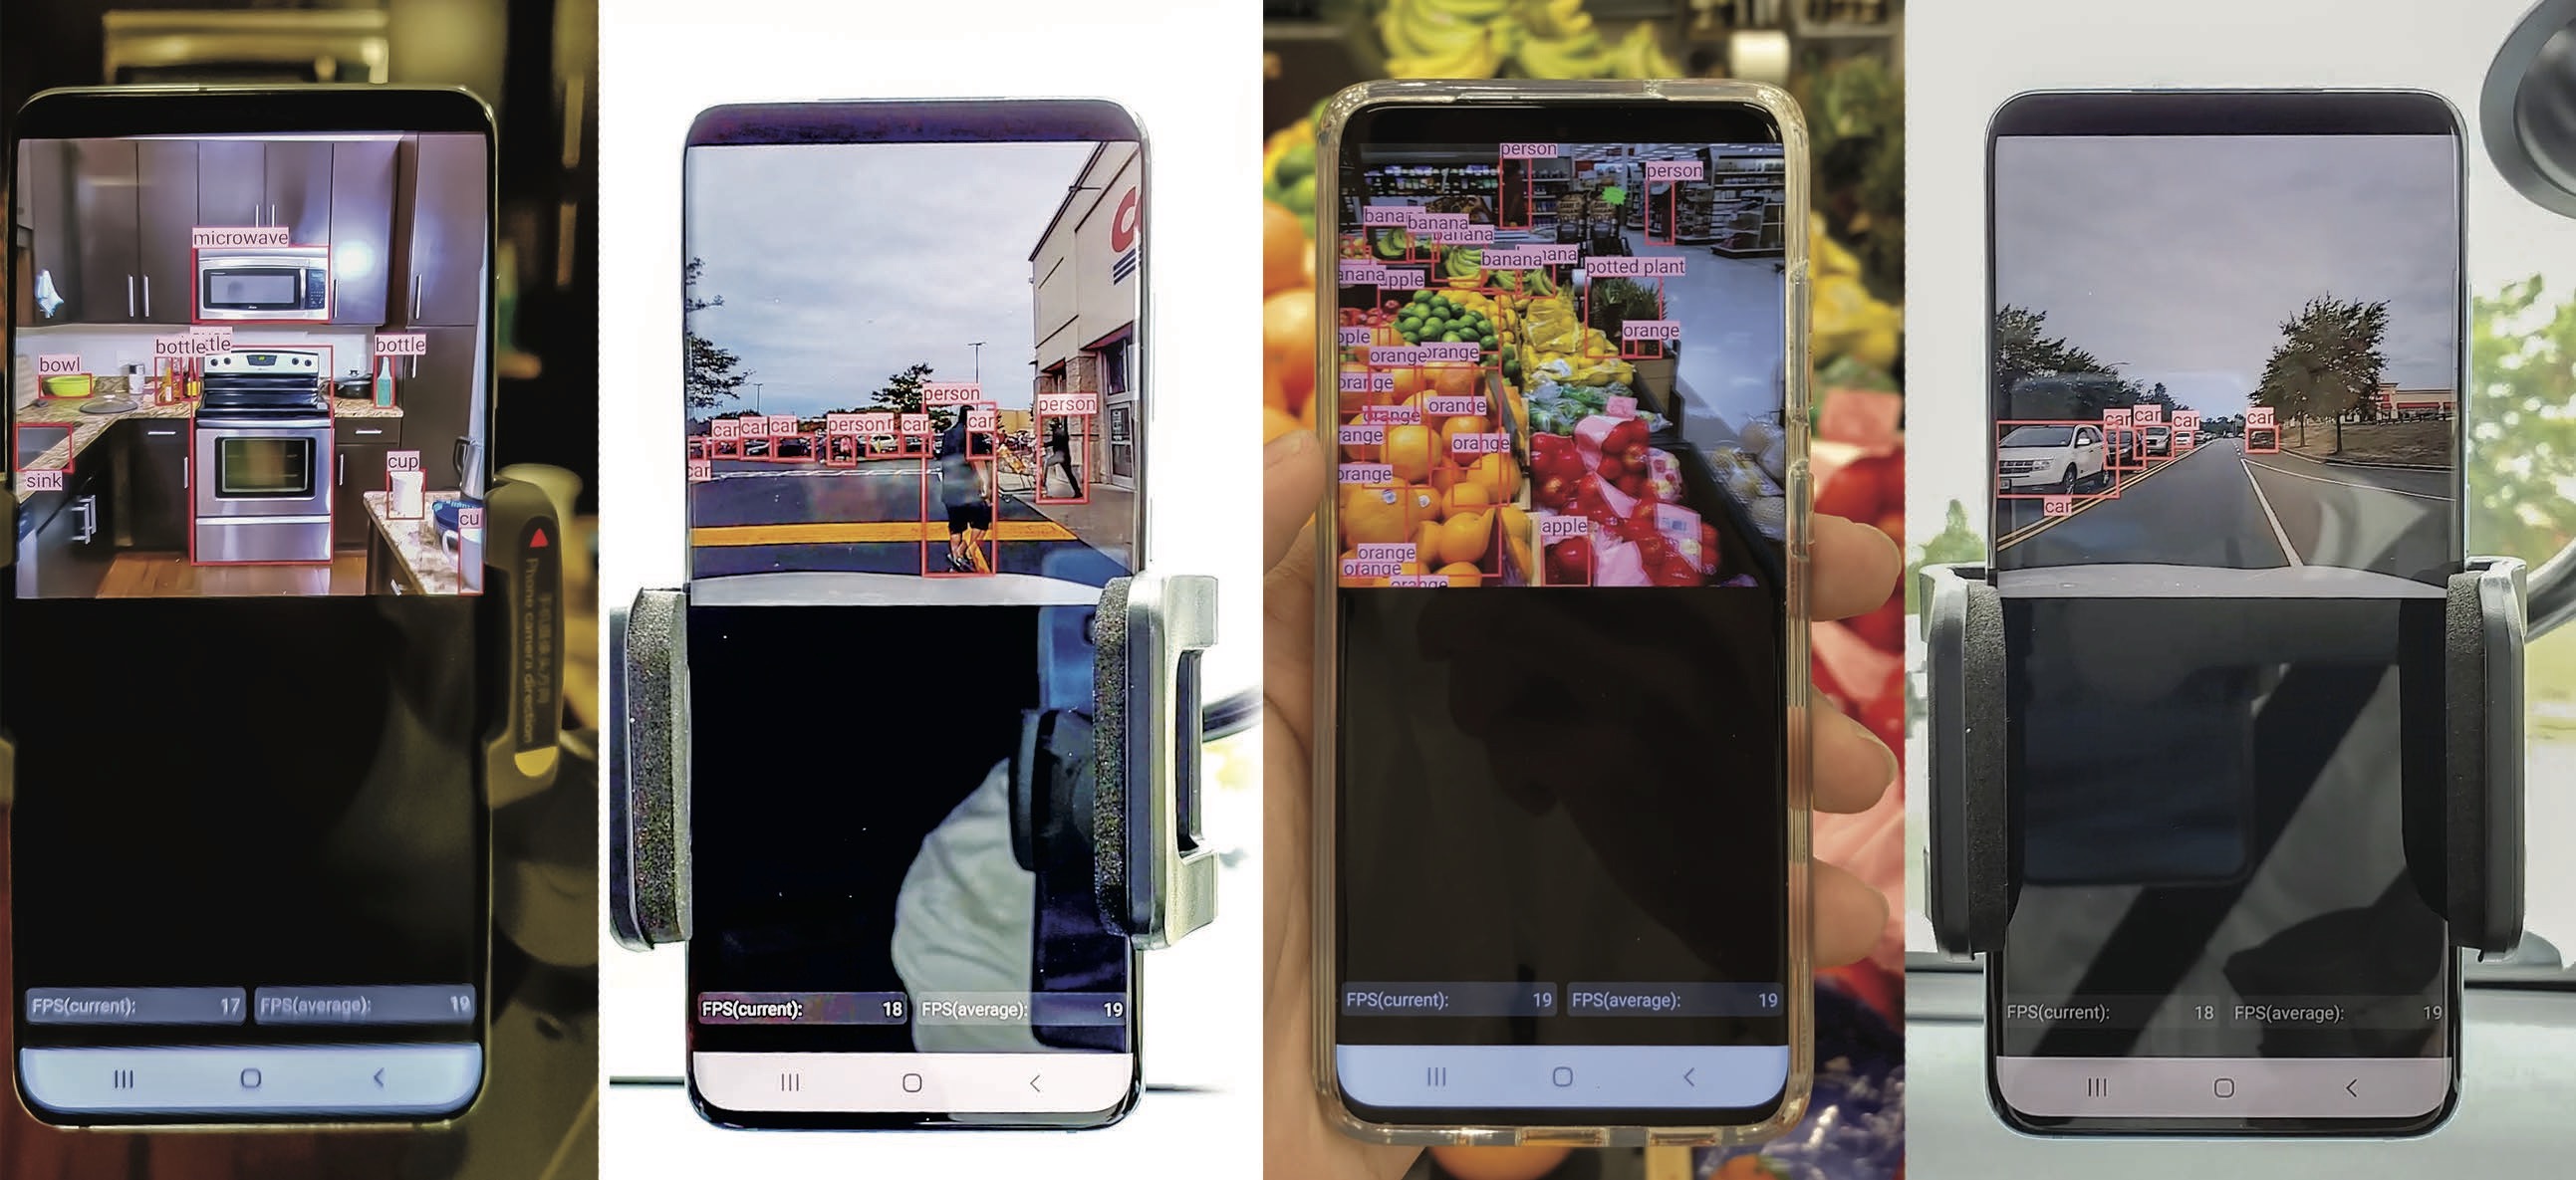 microwave
bottle
tle
bottle
bowl
sink
cup
cu
Phone camera direction
FPS(current): 17 FPS(average): 19
C
person
person
car
car
car
person
r
car
car
car
FPS(current): 18 FPS(average): 19
person
person
bana
banana
banana
banana
ana
potted plant
anana
apple
orange
pple
orange
orange
orange
orange
orange
range
orange
orange
apple
orange
orange
orange
FPS(current): 19 FPS(average): 19
car
car
car
car
car
FPS(current): 18 FPS(average): 19